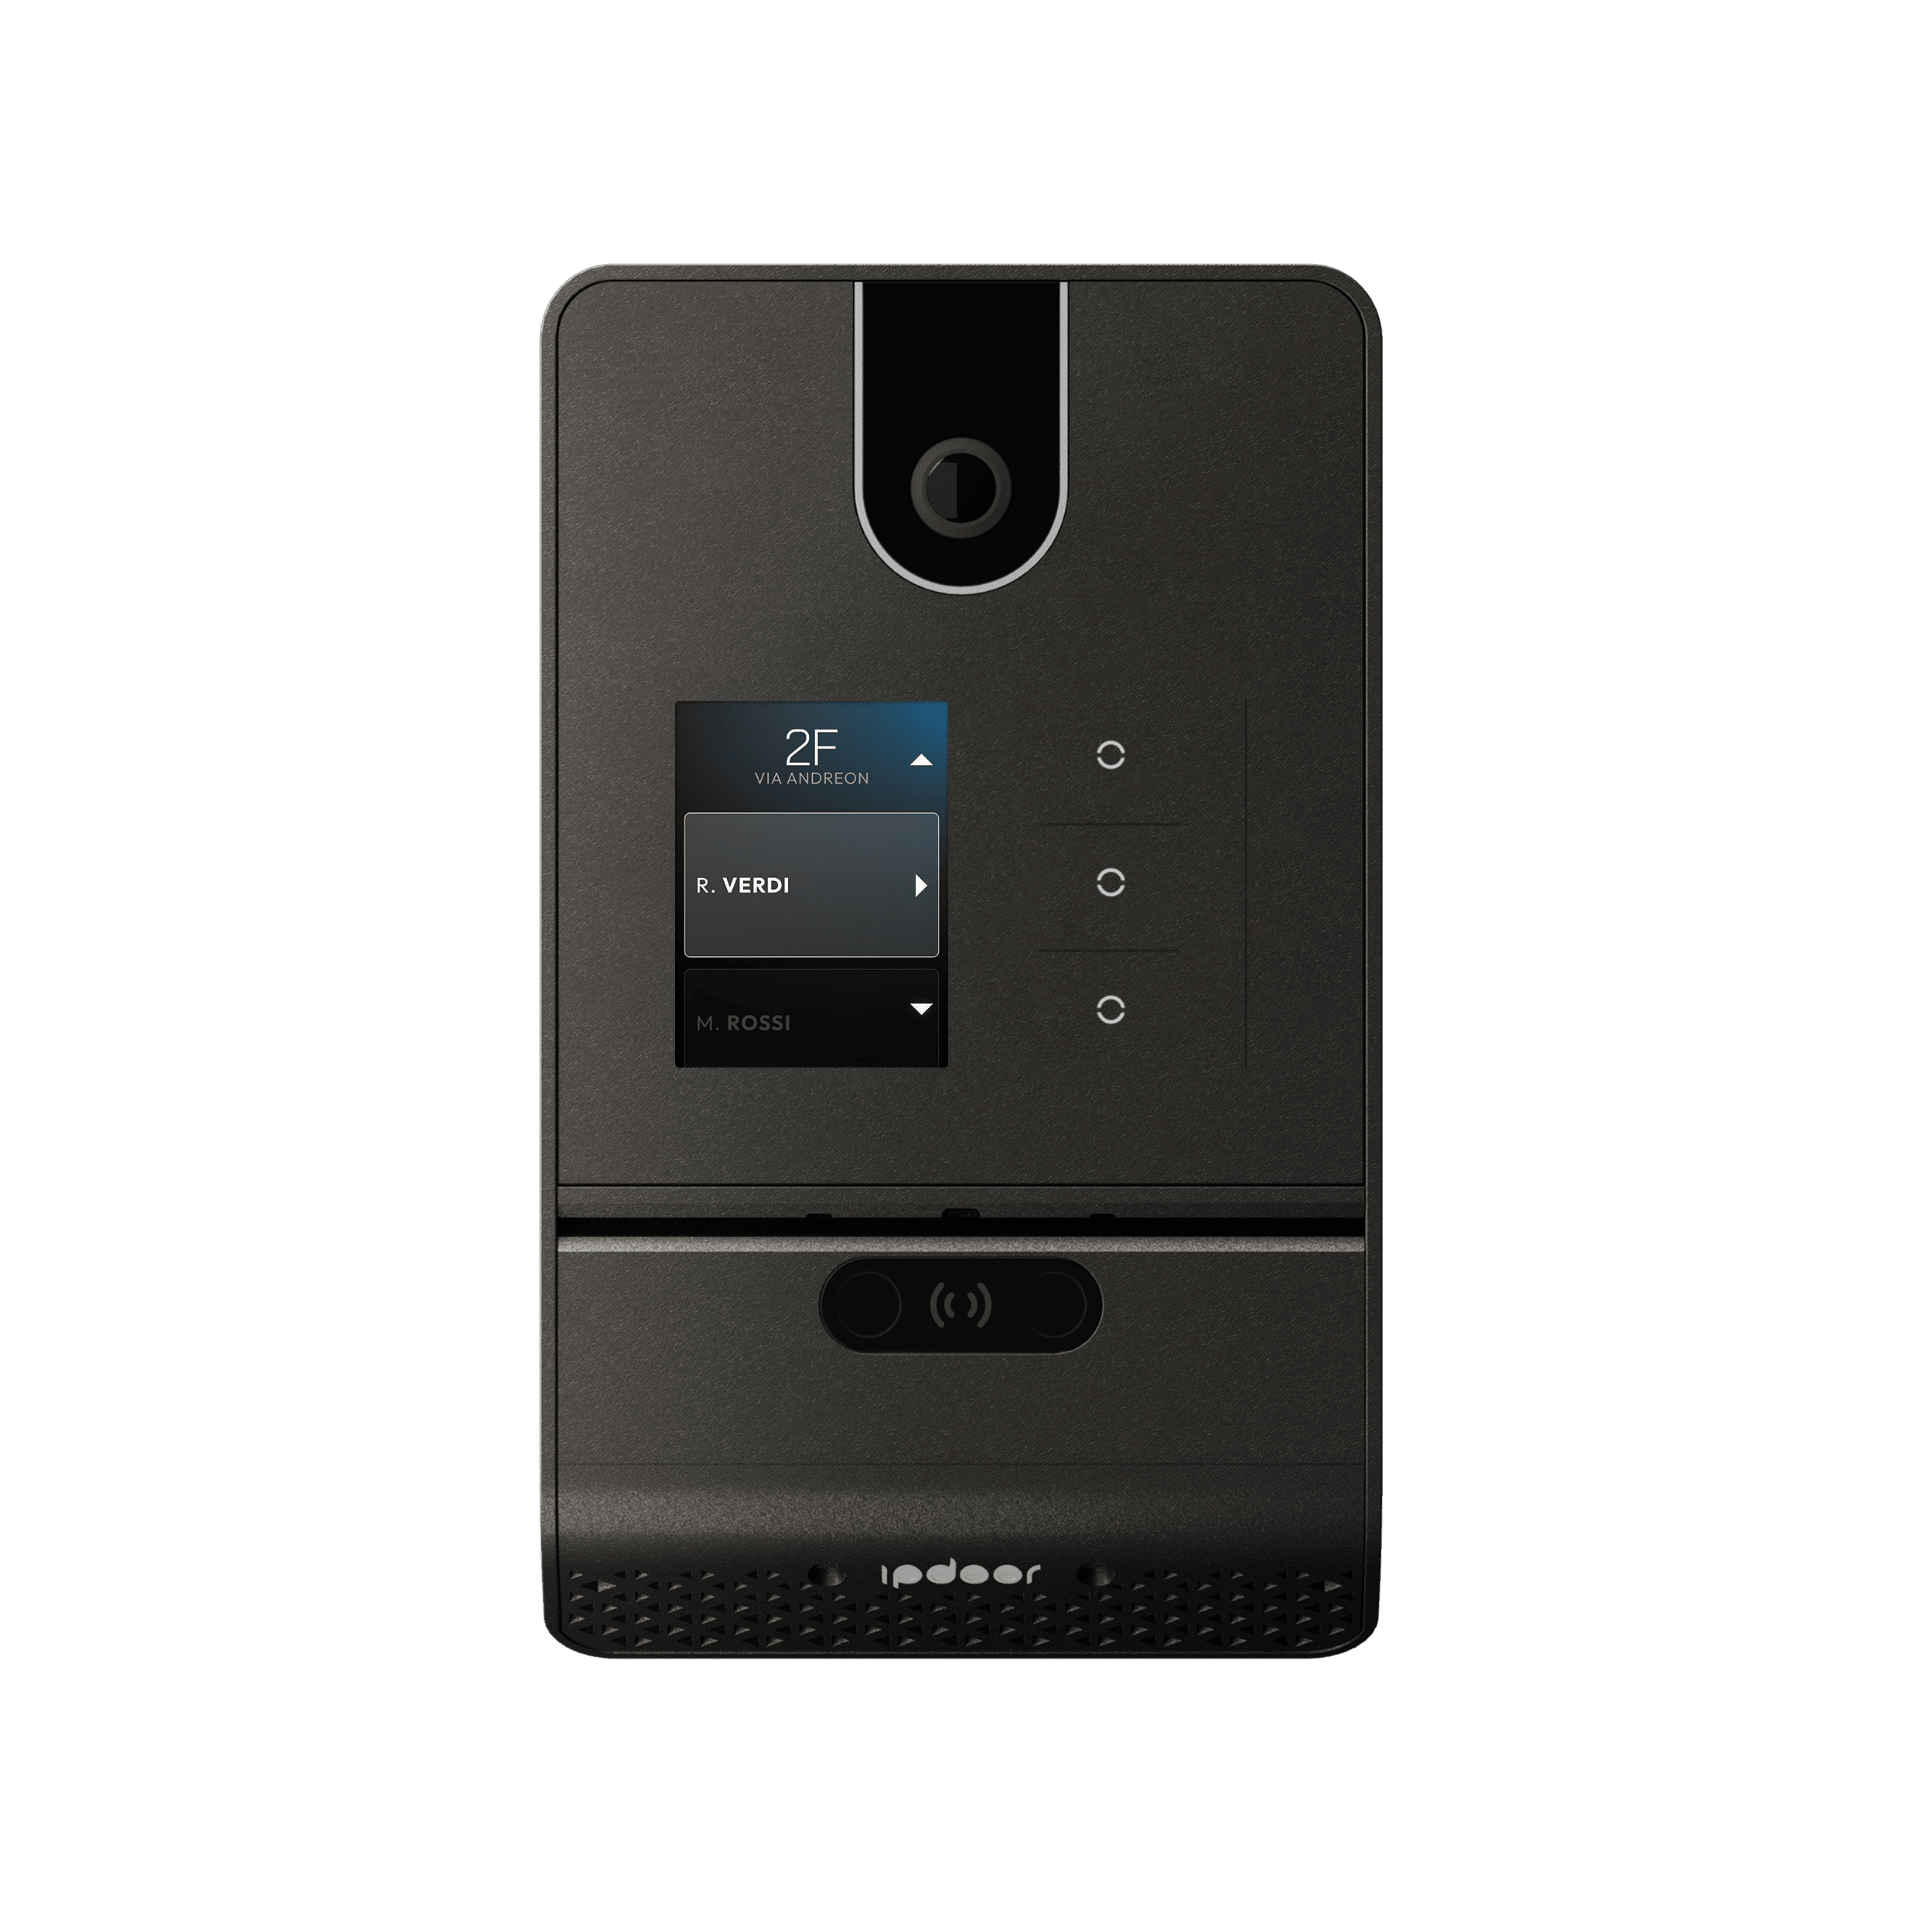 2F
VIA ANDREON
R. VERDI
M. ROSSI
ipdoor